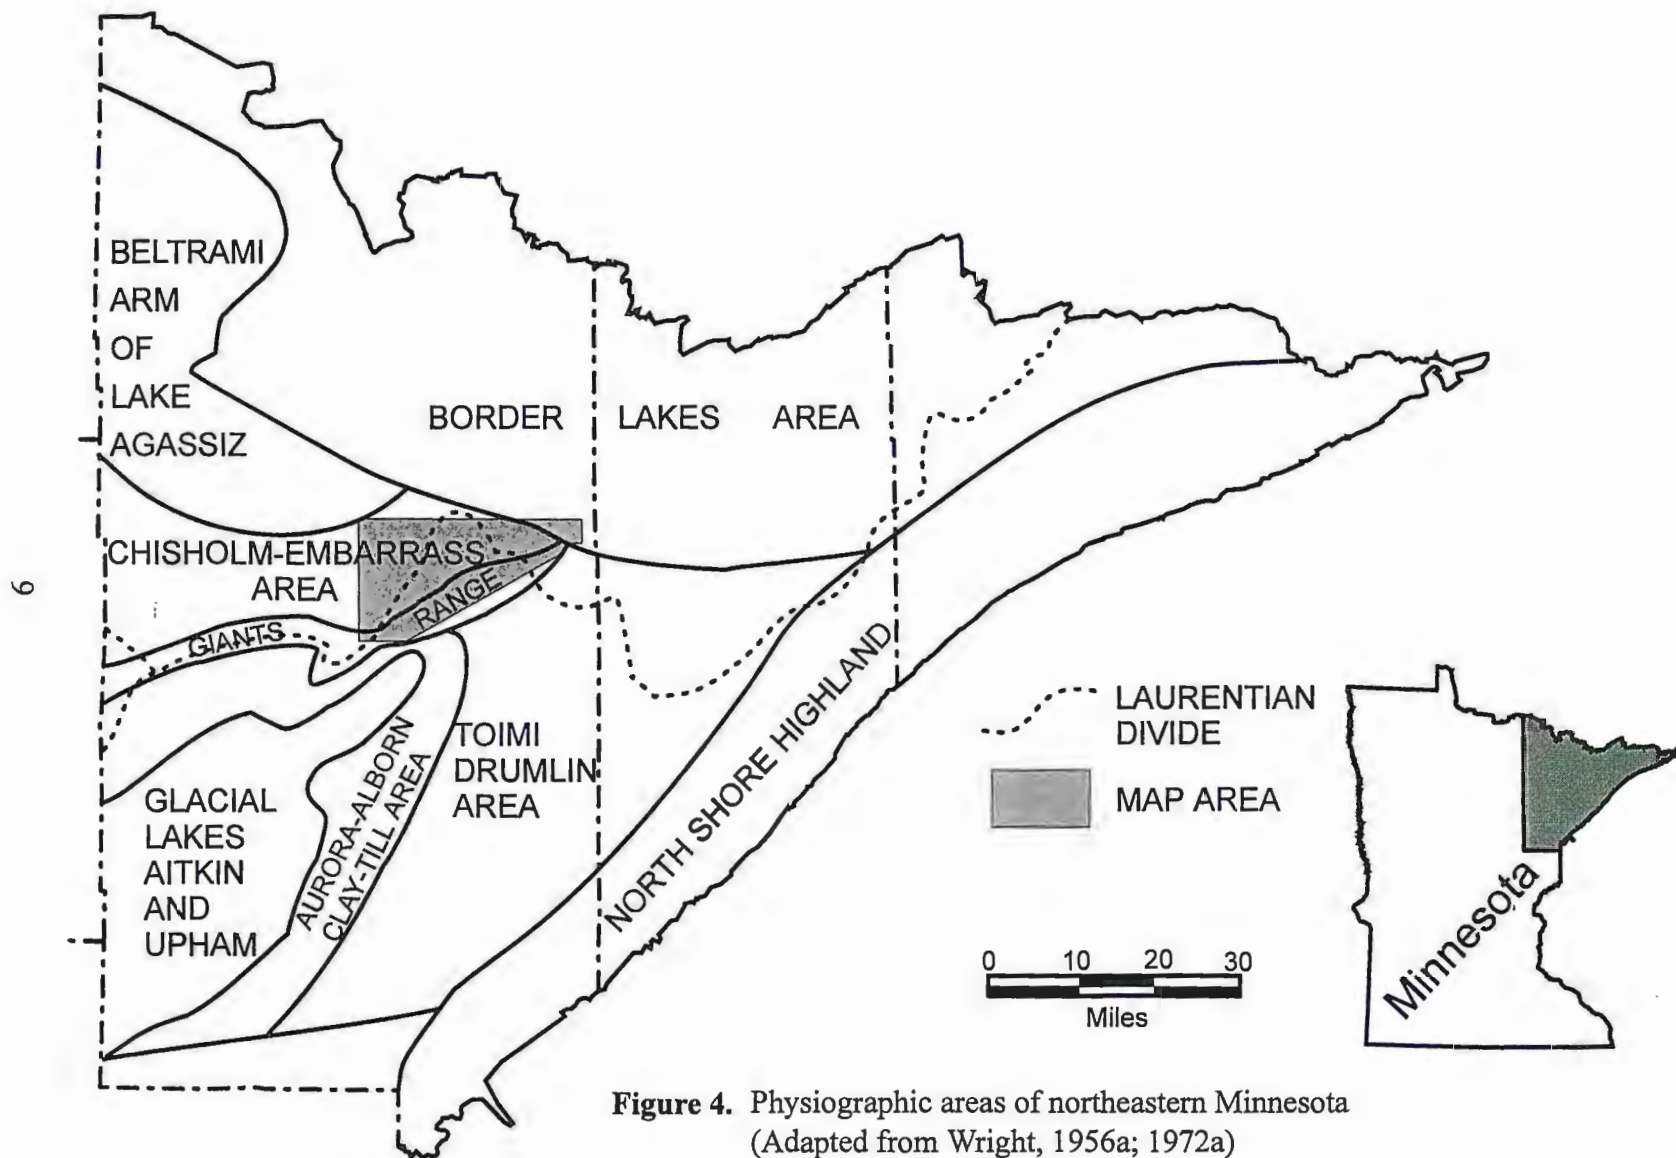 BELTRAMI
ARM
OF
LAKE
AGASSIZ
BORDER LAKES AREA
CHISHOLM-EMBARRASS
AREA
GIANTS RANGE
TOIMI
DRUMLIN
AREA
AURORA-ALBORN
CLAY-TILL AREA
GLACIAL
LAKES
AITKIN
AND
UPHAM
NORTH SHORE HIGHLAND
LAURENTIAN
DIVIDE
MAP AREA
0 10 20 30
Miles
Minnesota
Figure 4. Physiographic areas of northeastern Minnesota
(Adapted from Wright, 1956a; 1972a)
9